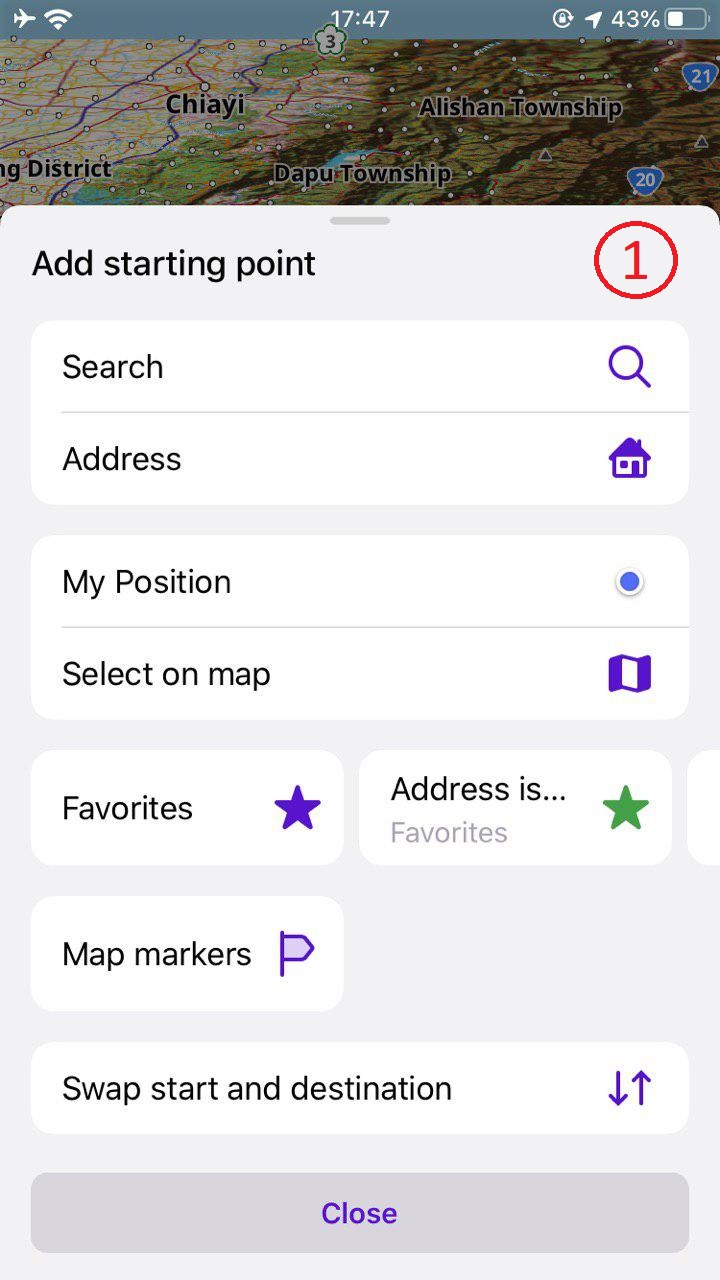 17:47
43%
3
21
Chiayi
Alishan Township
ng District
Dapu Township
20
Add starting point
1
Search
Address
My Position
Select on map
Favorites
Address is...
Favorites
Map markers
Swap start and destination
Close